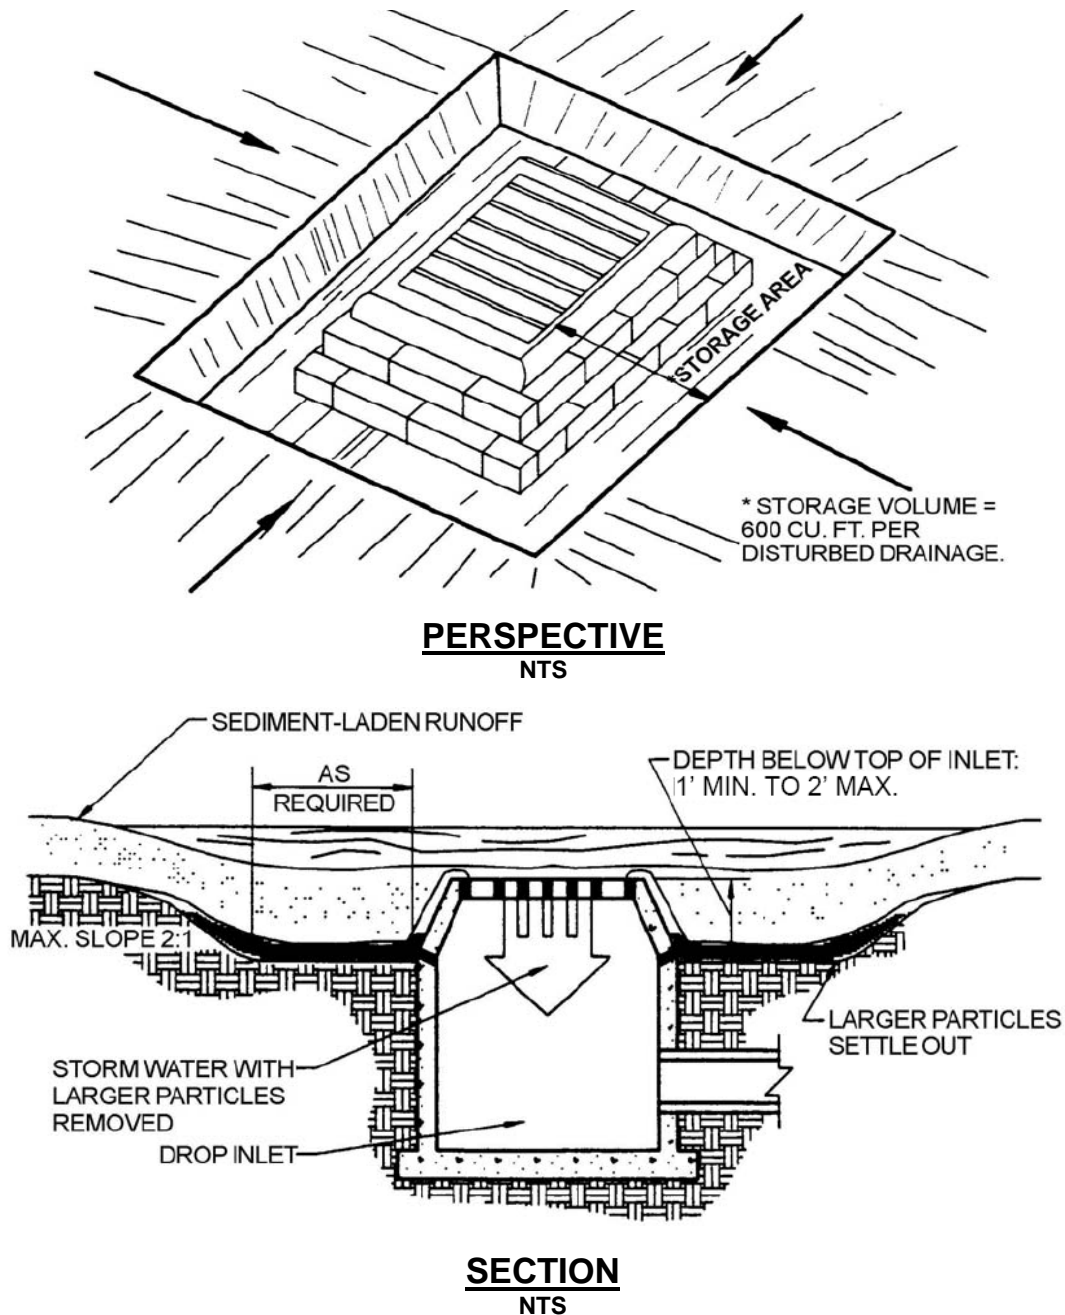 *STORAGE AREA
* STORAGE VOLUME =
600 CU. FT. PER
DISTURBED DRAINAGE.
PERSPECTIVE
NTS
SEDIMENT-LADEN RUNOFF
AS
REQUIRED
DEPTH BELOW TOP OF INLET:
1' MIN. TO 2' MAX.
MAX. SLOPE 2:1
LARGER PARTICLES
SETTLE OUT
STORM WATER WITH
LARGER PARTICLES
REMOVED
DROP INLET
SECTION
NTS